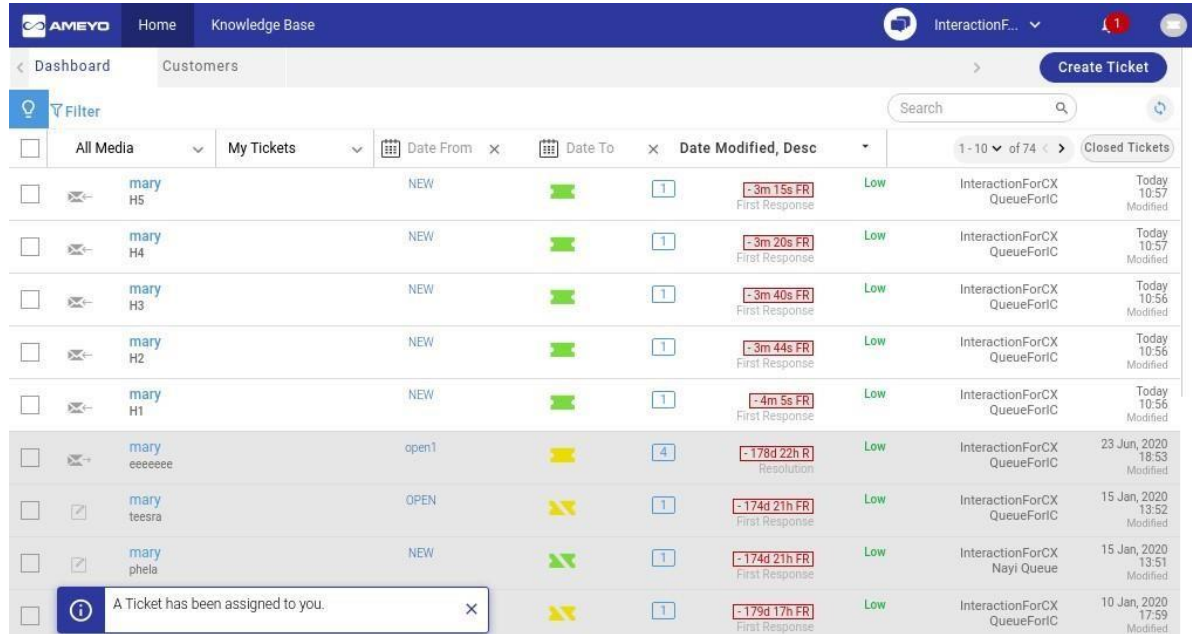 AMEYO Home Knowledge Base InteractionF... 1
Dashboard Customers Create Ticket
Filter Search
All Media My Tickets Date From × Date To × Date Modified, Desc 1 - 10 of 74 Closed Tickets
mary NEW 1 - 3m 15s FR Low InteractionForCX Today
H5 First Response QueueForIC 10:57
Modified
mary NEW 1 - 3m 20s FR Low InteractionForCX Today
H4 First Response QueueForIC 10:57
Modified
mary NEW 1 - 3m 40s FR Low InteractionForCX Today
H3 First Response QueueForIC 10:56
Modified
mary NEW 1 - 3m 44s FR Low InteractionForCX Today
H2 First Response QueueForIC 10:56
Modified
mary NEW 1 - 4m 5s FR Low InteractionForCX Today
H1 First Response QueueForIC 10:56
Modified
mary open1 4 - 178d 22h R Low InteractionForCX 23 Jun, 2020
eeeeeee Resolution QueueForIC 18:53
Modified
mary OPEN 1 - 174d 21h FR Low InteractionForCX 15 Jan, 2020
teesra First Response QueueForIC 13:52
Modified
mary NEW 1 - 174d 21h FR Low InteractionForCX 15 Jan, 2020
phela First Response Nayi Queue 13:51
Modified
A Ticket has been assigned to you. × 1 - 179d 17h FR Low InteractionForCX 10 Jan, 2020
First Response QueueForIC 17:59
Modified